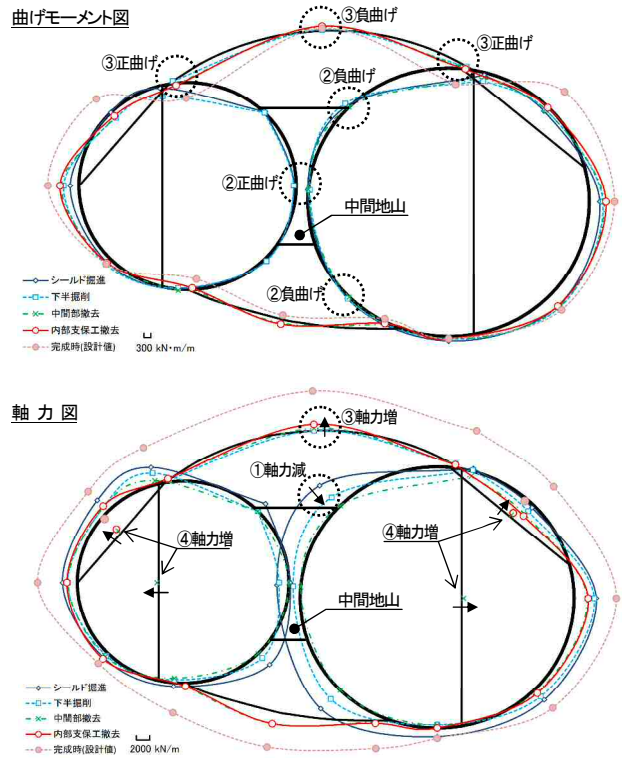 曲げモーメント図
③負曲げ
③正曲げ
③正曲げ
②負曲げ
②正曲げ
中間地山
②負曲げ
シールド掘進
下半掘削
中間部撤去
内部支保工撤去
完成時(設計値)
300 kN・m/m
軸 力 図
③軸力増
①軸力減
④軸力増
④軸力増
中間地山
シールド掘進
下半掘削
中間部撤去
内部支保工撤去
完成時(設計値)
2000 kN/m